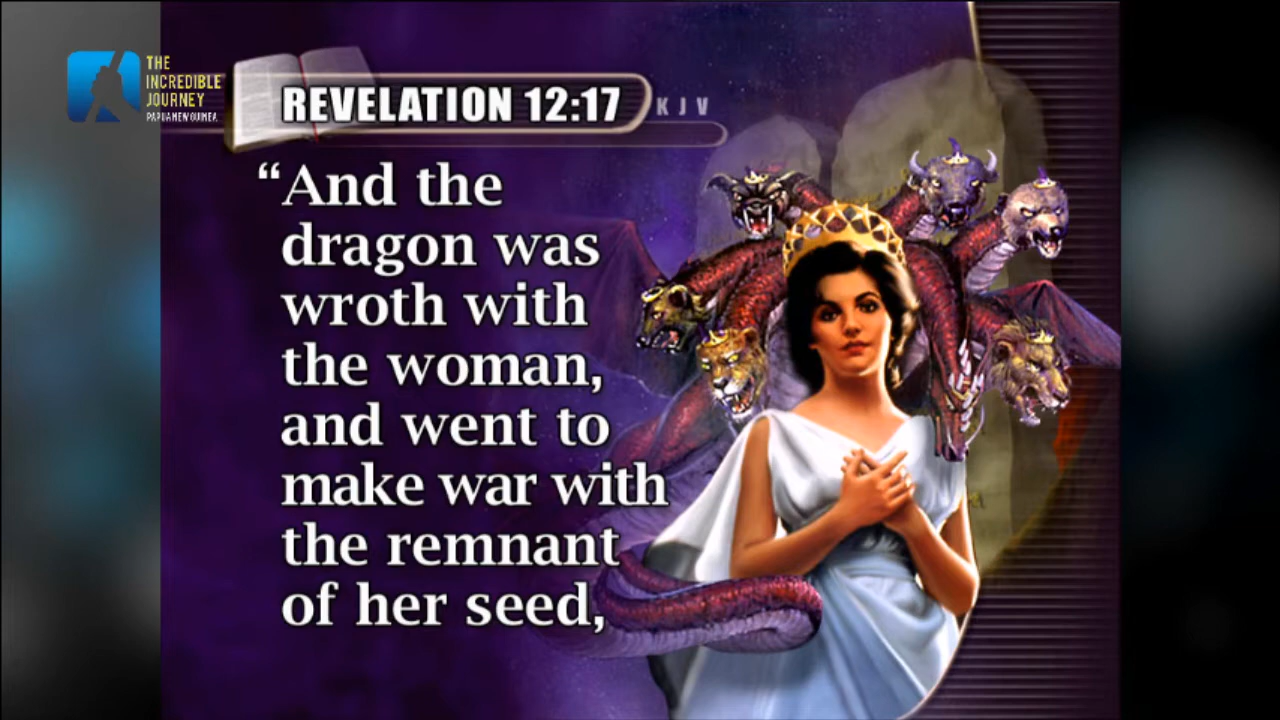 THE
INCREDIBLE
JOURNEY
PAPUA NEW GUINEA
REVELATION 12:17 KJV
“And the
dragon was
wroth with
the woman,
and went to
make war with
the remnant
of her seed,